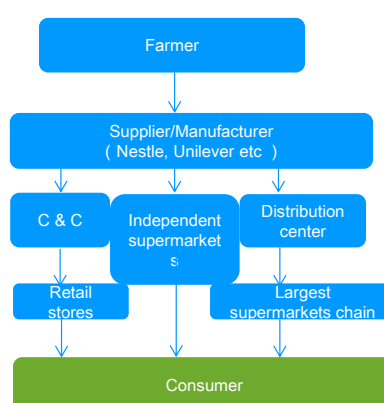 Farmer
Supplier/Manufacturer
( Nestle, Unilever etc )
C & C
Independent
supermarket
s
Distribution
center
Retail
stores
Largest
supermarkets chain
Consumer